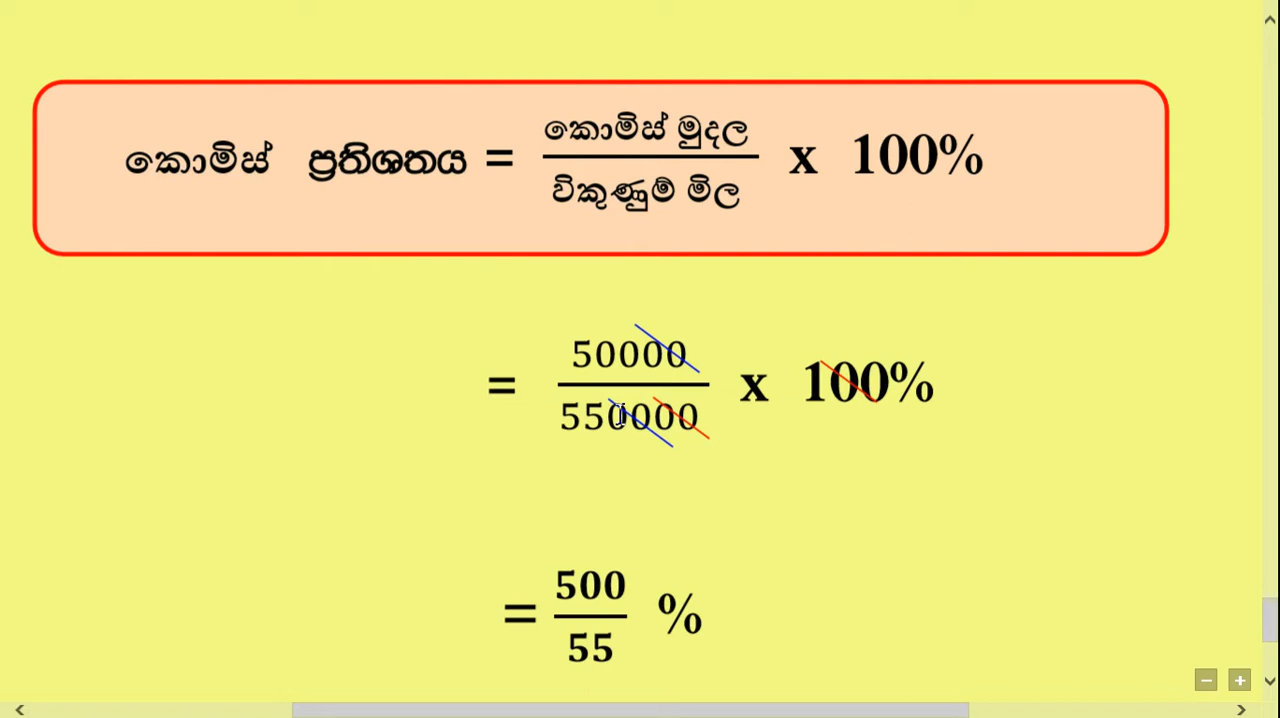 කොමිස් ප්‍රතිශතය = කොමිස් මුදල / විකුණුම් මිල x 100%
= 50000 / 550000 x 100%
= 500 / 55 %